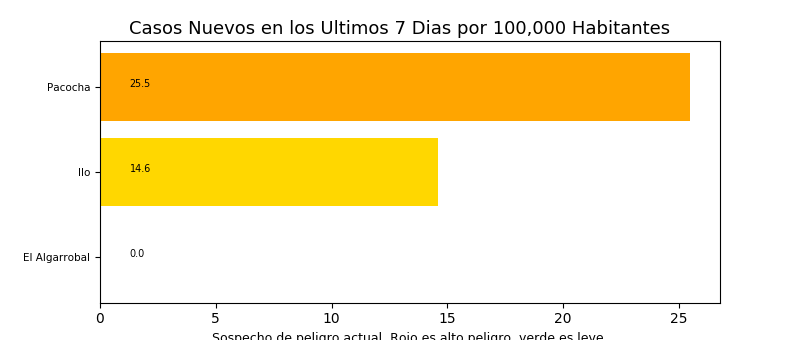 Casos Nuevos en los Ultimos 7 Dias por 100,000 Habitantes
Pacocha
25.5
Ilo
14.6
El Algarrobal
0.0
0 5 10 15 20 25
Sospecho de peligro actual. Rojo es alto peligro, verde es leve